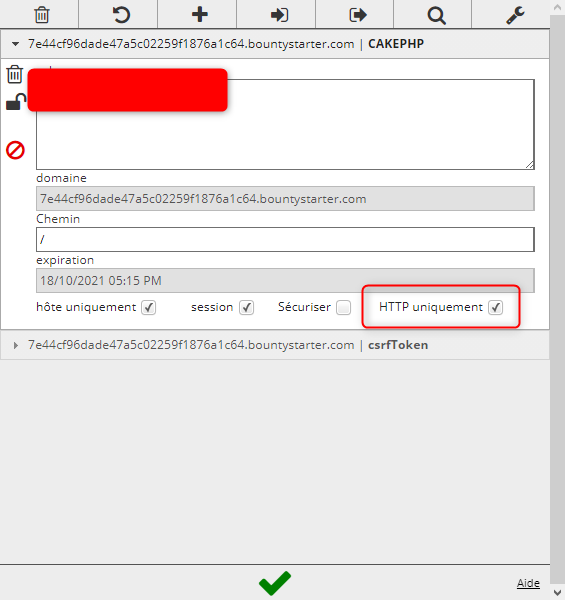 7e44cf96dade47a5c02259f1876a1c64.bountystarter.com | CAKEPHP
domaine
7e44cf96dade47a5c02259f1876a1c64.bountystarter.com
Chemin
/
expiration
18/10/2021 05:15 PM
hôte uniquement session Sécuriser HTTP uniquement
7e44cf96dade47a5c02259f1876a1c64.bountystarter.com | csrfToken
Aide